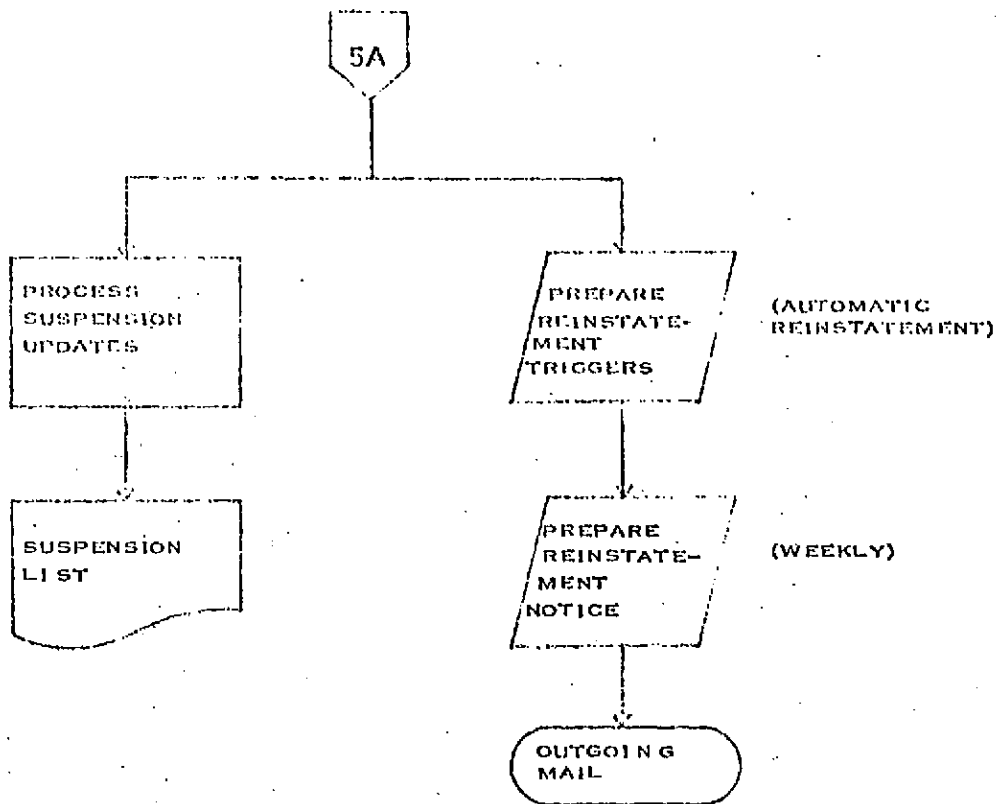 5A
PROCESS
SUSPENSION
UPDATES
PREPARE
REINSTATE-
MENT
TRIGGERS
(AUTOMATIC
REINSTATEMENT)
SUSPENSION
LIST
PREPARE
REINSTATE-
MENT
NOTICE
(WEEKLY)
OUTGOING
MAIL